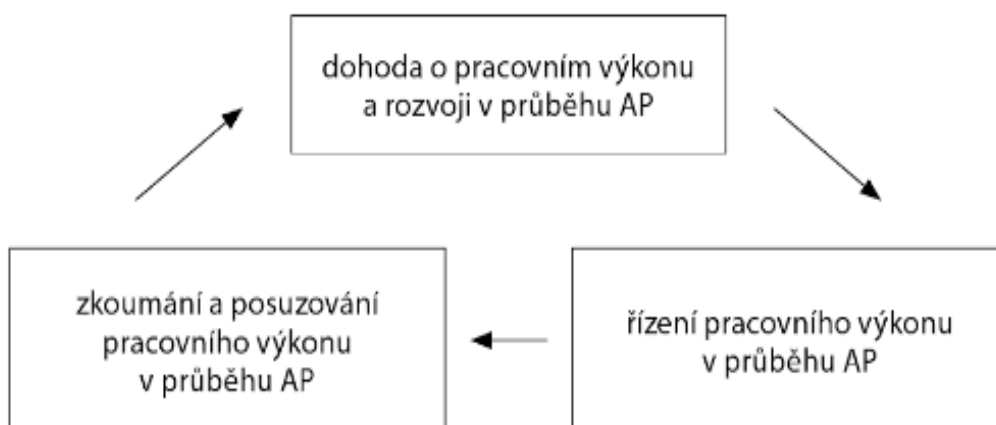 dohoda o pracovním výkonu
a rozvoji v průběhu AP
zkoumání a posuzování
pracovního výkonu
v průběhu AP
řízení pracovního výkonu
v průběhu AP